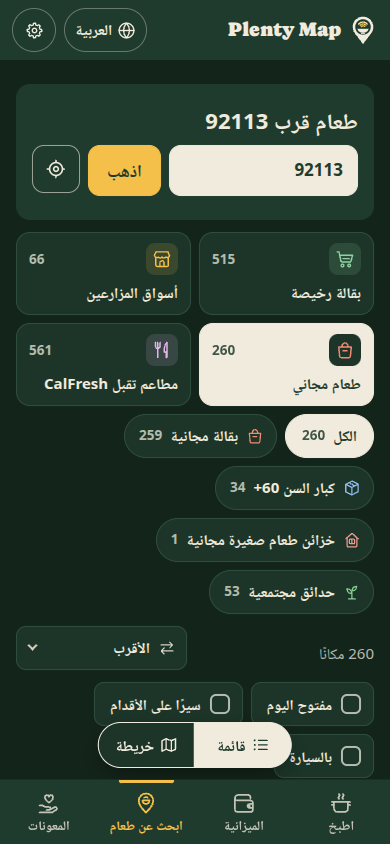 Plenty Map
العربية
طعام قرب 92113
92113
اذهب
515
بقالة رخيصة
66
أسواق المزارعين
260
طعام مجاني
561
مطاعم تقبل CalFresh
الكل 260
بقالة مجانية 259
كبار السن 60+ 34
خزائن طعام صغيرة مجانية 1
حدائق مجتمعية 53
260 مكانًا
الأقرب
مفتوح اليوم
سيرًا على الأقدام
بالسيارة
قائمة
خريطة
اطبخ
الميزانية
ابحث عن طعام
المعونات